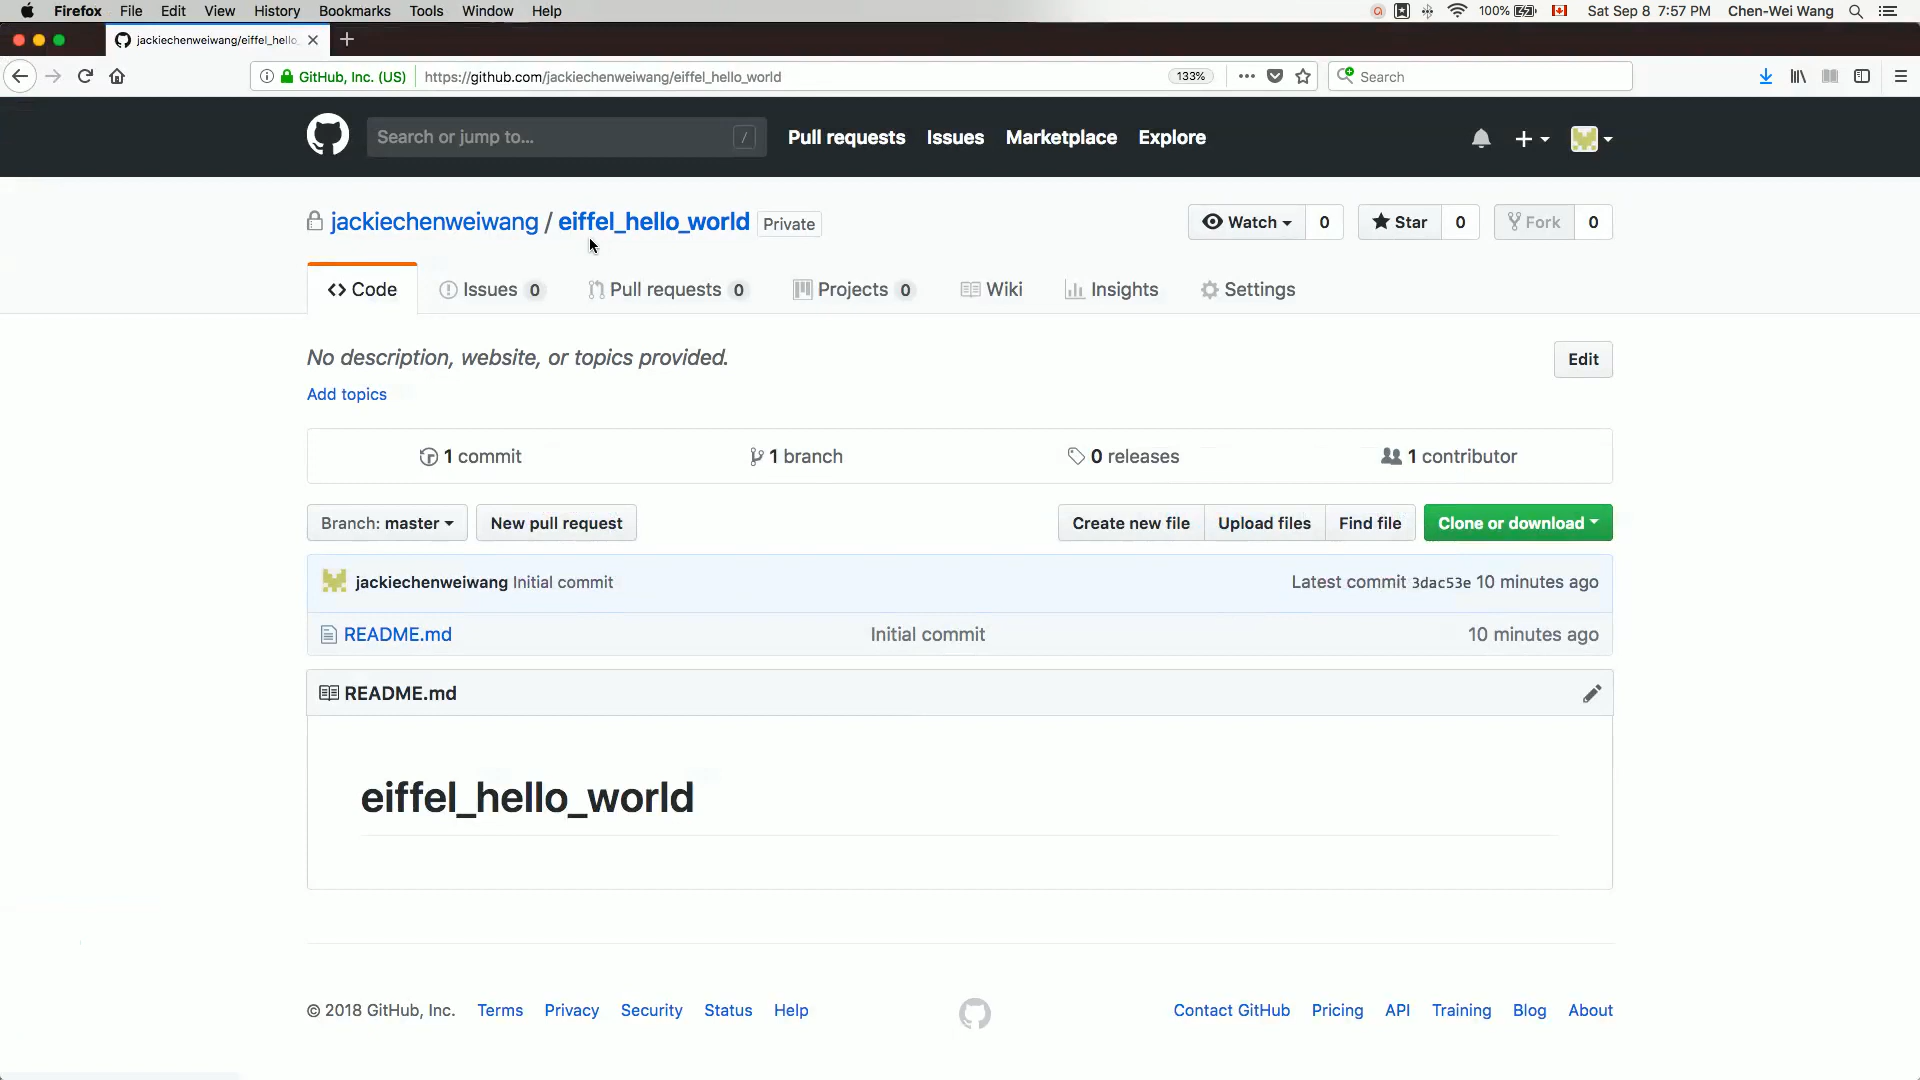 Firefox File Edit View History Bookmarks Tools Window Help 100% Sat Sep 8 7:57 PM Chen-Wei Wang
jackiechenweiwang/eiffel_hello
GitHub, Inc. (US) https://github.com/jackiechenweiwang/eiffel_hello_world 133% Search
Search or jump to... / Pull requests Issues Marketplace Explore
jackiechenweiwang / eiffel_hello_world Private Watch 0 Star 0 Fork 0
Code Issues 0 Pull requests 0 Projects 0 Wiki Insights Settings
No description, website, or topics provided. Edit
Add topics
1 commit 1 branch 0 releases 1 contributor
Branch: master New pull request Create new file Upload files Find file Clone or download
jackiechenweiwang Initial commit Latest commit 3dac53e 10 minutes ago
README.md Initial commit 10 minutes ago
README.md
eiffel_hello_world
© 2018 GitHub, Inc. Terms Privacy Security Status Help Contact GitHub Pricing API Training Blog About